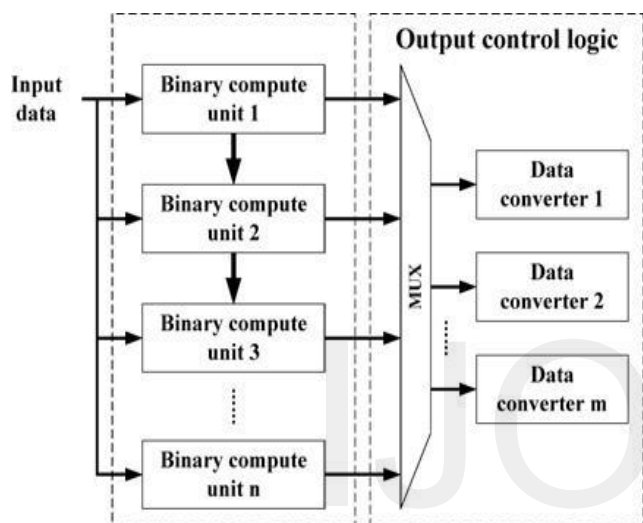 Output control logic
Input
data
Binary compute
unit 1
Binary compute
unit 2
Binary compute
unit 3
Binary compute
unit n
MUX
Data
converter 1
Data
converter 2
Data
converter m
IJO